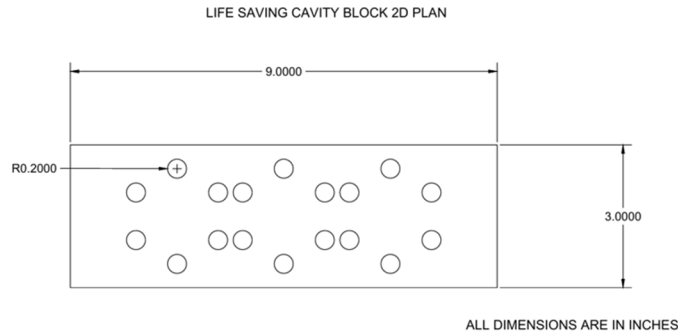 LIFE SAVING CAVITY BLOCK 2D PLAN
9.0000
R0.2000
3.0000
ALL DIMENSIONS ARE IN INCHES